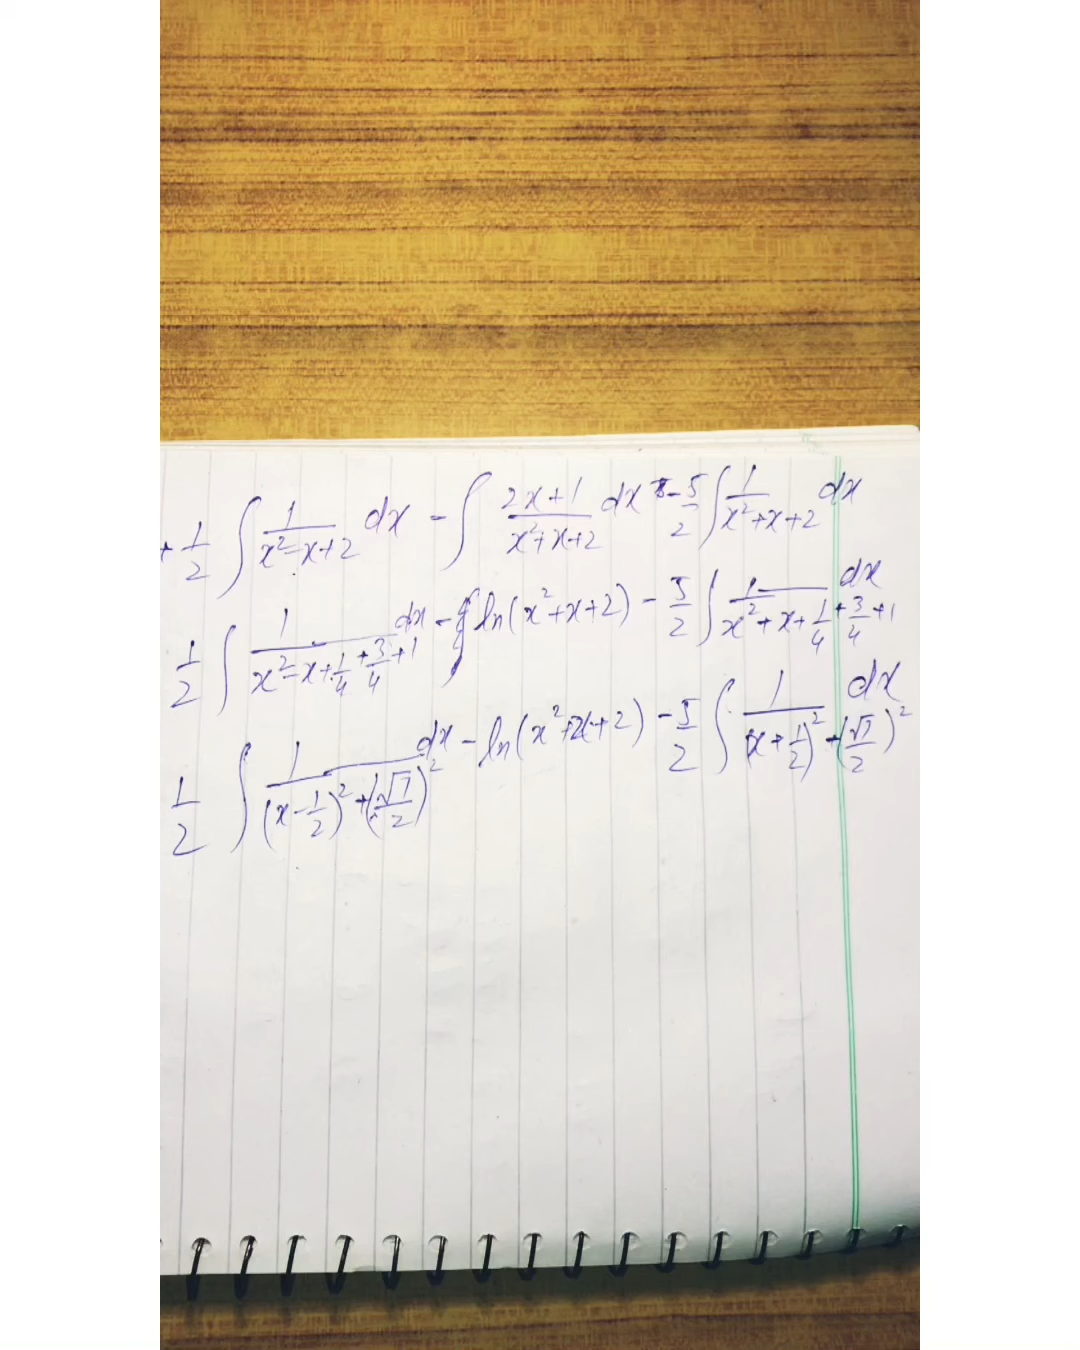 + 1/2 ∫ 1/(x²-x+2) dx - ∫ (2x+1)/(x²+x+2) dx - 5/2 ∫ 1/(x²+x+2) dx
1/2 ∫ 1/(x²-x+1/4+3/4+1) dx - ln(x²+x+2) - 5/2 ∫ 1/(x²+x+1/4+3/4+1) dx
1/2 ∫ 1/((x-1/2)²+(√7/2)²) dx - ln(x²+x+2) - 5/2 ∫ 1/((x+1/2)²+(√7/2)²) dx